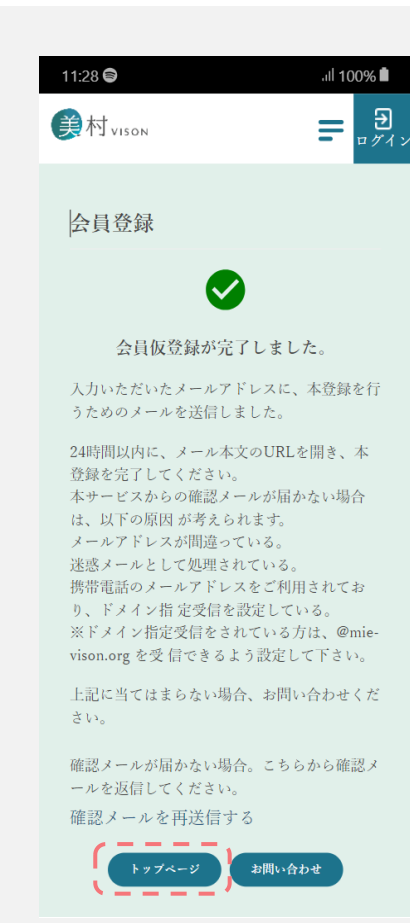 11:28
100%
美村 VISON
ログイン
会員登録
会員仮登録が完了しました。
入力いただいたメールアドレスに、本登録を行
うためのメールを送信しました。
24時間以内に、メール本文のURLを開き、本
登録を完了してください。
本サービスからの確認メールが届かない場合
は、以下の原因 が考えられます。
メールアドレスが間違っている。
迷惑メールとして処理されている。
携帯電話のメールアドレスをご利用されてお
り、ドメイン指 定受信を設定している。
※ドメイン指定受信をされている方は、@mie-
vison.org を受 信できるよう設定して下さい。
上記に当てはまらない場合、お問い合わせくだ
さい。
確認メールが届かない場合。こちらから確認メ
ールを返信してください。
確認メールを再送信する
トップページ
お問い合わせ